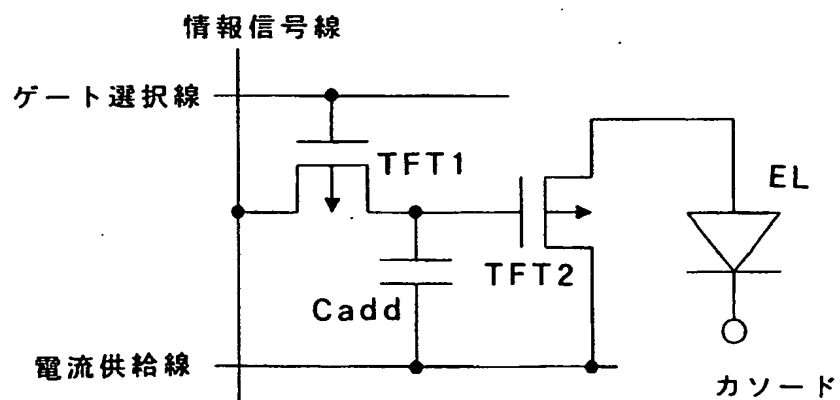 情報信号線
ゲート選択線
TFT1
EL
TFT2
Cadd
電流供給線
カソード